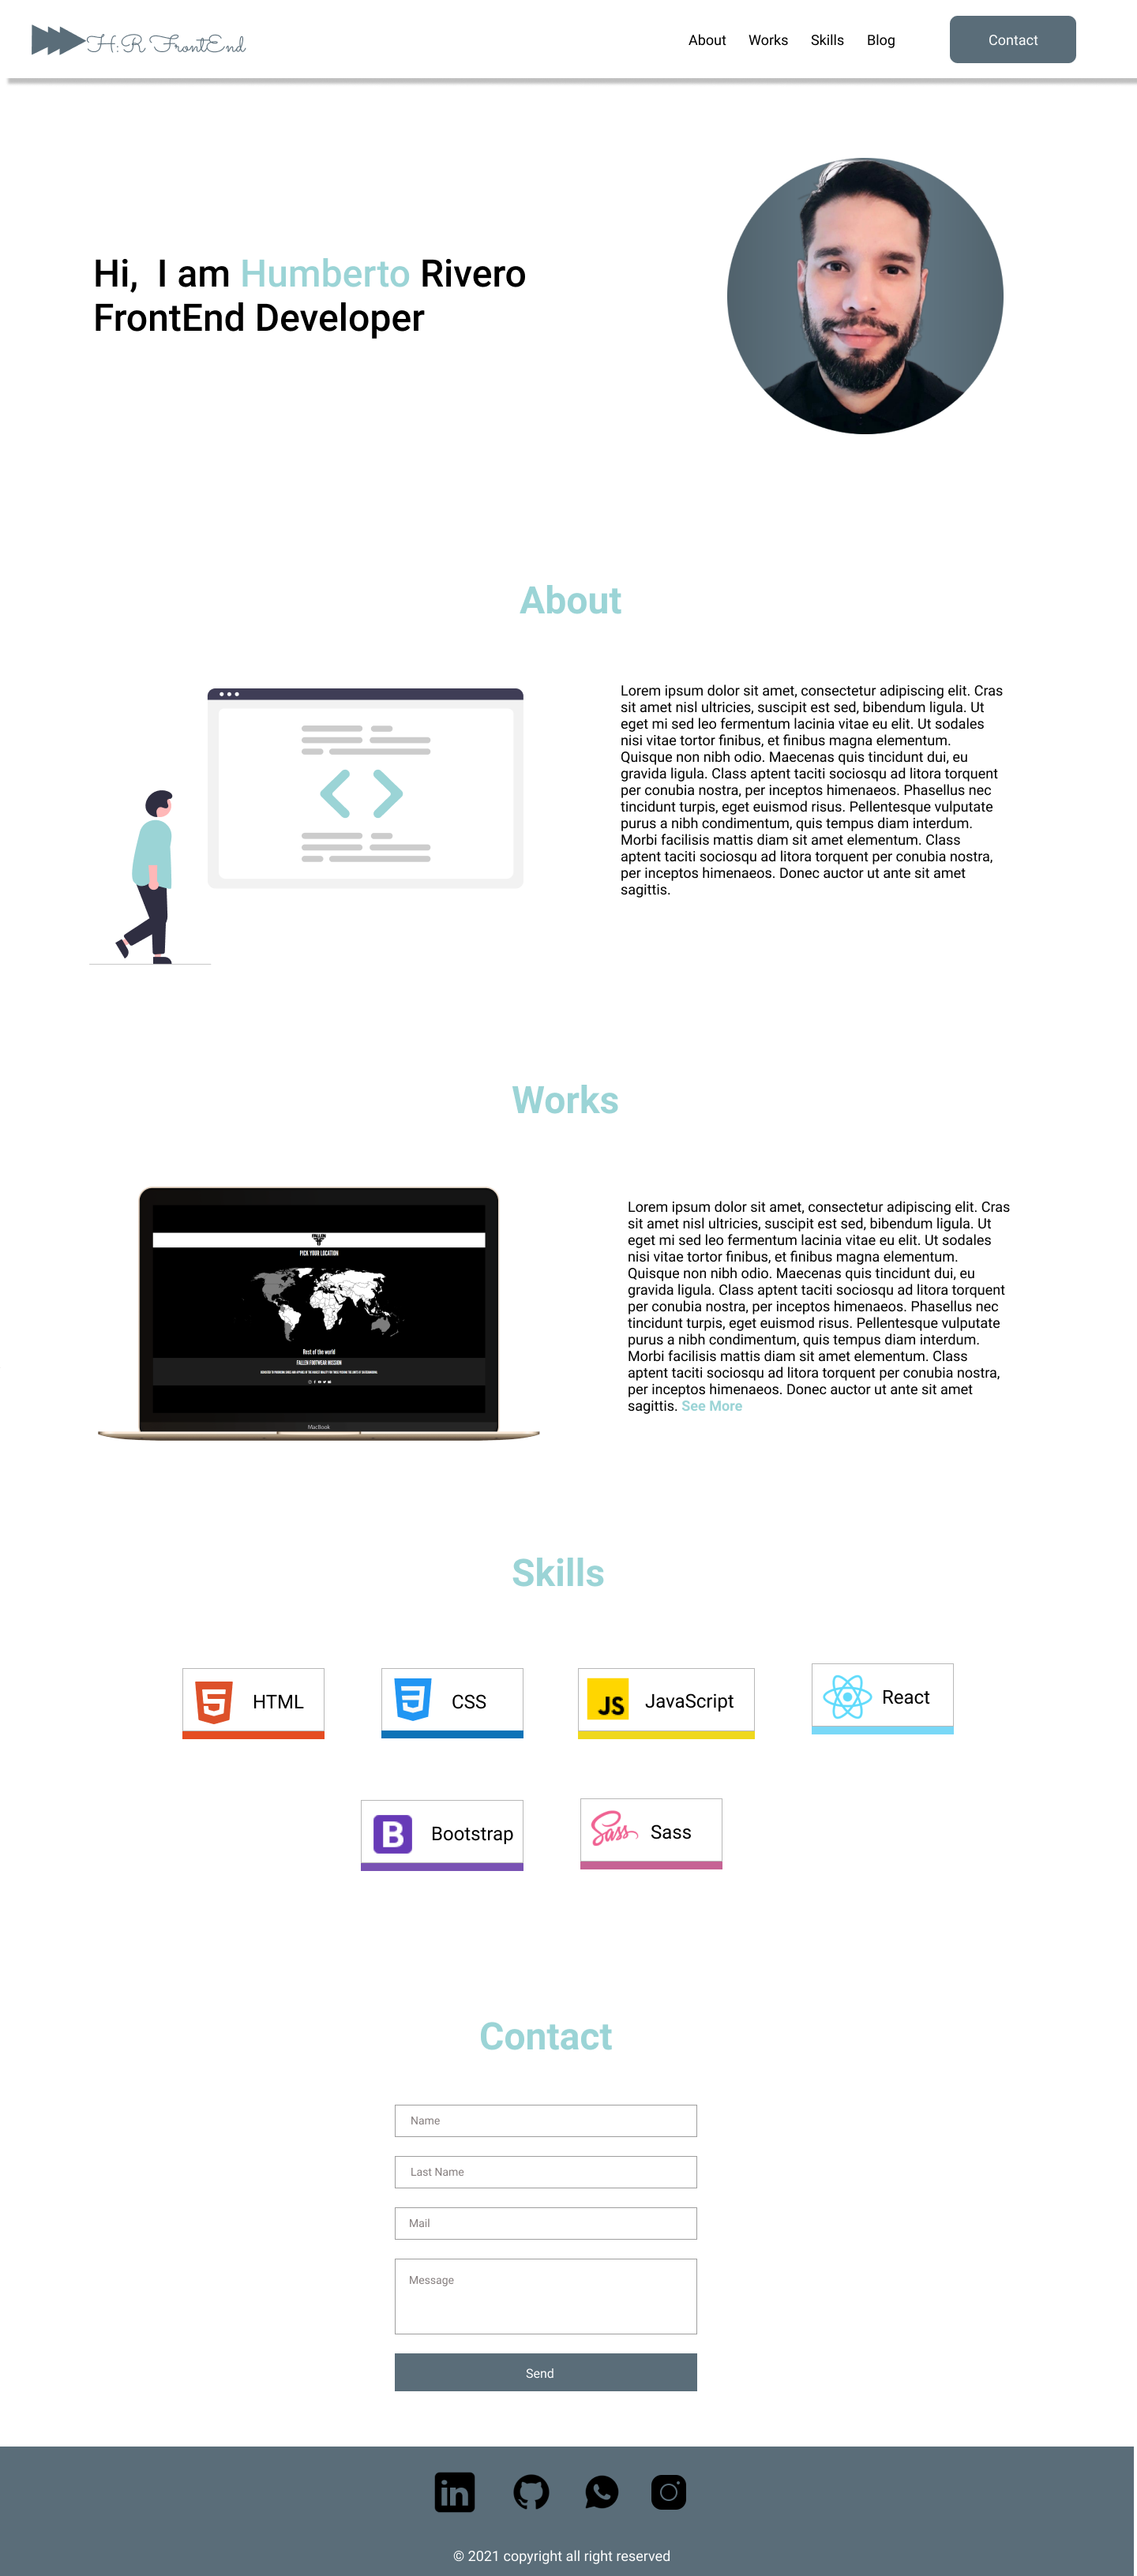 H.R FrontEnd
About Works Skills Blog
Contact
Hi, I am Humberto Rivero
FrontEnd Developer
About
Lorem ipsum dolor sit amet, consectetur adipiscing elit. Cras
sit amet nisl ultricies, suscipit est sed, bibendum ligula. Ut
eget mi sed leo fermentum lacinia vitae eu elit. Ut sodales
nisi vitae tortor finibus, et finibus magna elementum.
Quisque non nibh odio. Maecenas quis tincidunt dui, eu
gravida ligula. Class aptent taciti sociosqu ad litora torquent
per conubia nostra, per inceptos himenaeos. Phasellus nec
tincidunt turpis, eget euismod risus. Pellentesque vulputate
purus a nibh condimentum, quis tempus diam interdum.
Morbi facilisis mattis diam sit amet elementum. Class
aptent taciti sociosqu ad litora torquent per conubia nostra,
per inceptos himenaeos. Donec auctor ut ante sit amet
sagittis.
Works
FALLEN
PICK YOUR LOCATION
Rest of the world
FALLEN FOOTWEAR MISSION
MacBook
Lorem ipsum dolor sit amet, consectetur adipiscing elit. Cras
sit amet nisl ultricies, suscipit est sed, bibendum ligula. Ut
eget mi sed leo fermentum lacinia vitae eu elit. Ut sodales
nisi vitae tortor finibus, et finibus magna elementum.
Quisque non nibh odio. Maecenas quis tincidunt dui, eu
gravida ligula. Class aptent taciti sociosqu ad litora torquent
per conubia nostra, per inceptos himenaeos. Phasellus nec
tincidunt turpis, eget euismod risus. Pellentesque vulputate
purus a nibh condimentum, quis tempus diam interdum.
Morbi facilisis mattis diam sit amet elementum. Class
aptent taciti sociosqu ad litora torquent per conubia nostra,
per inceptos himenaeos. Donec auctor ut ante sit amet
sagittis. See More
Skills
5 HTML
3 CSS
JS JavaScript
React
B Bootstrap
Sass Sass
Contact
Name
Last Name
Mail
Message
Send
in
© 2021 copyright all right reserved